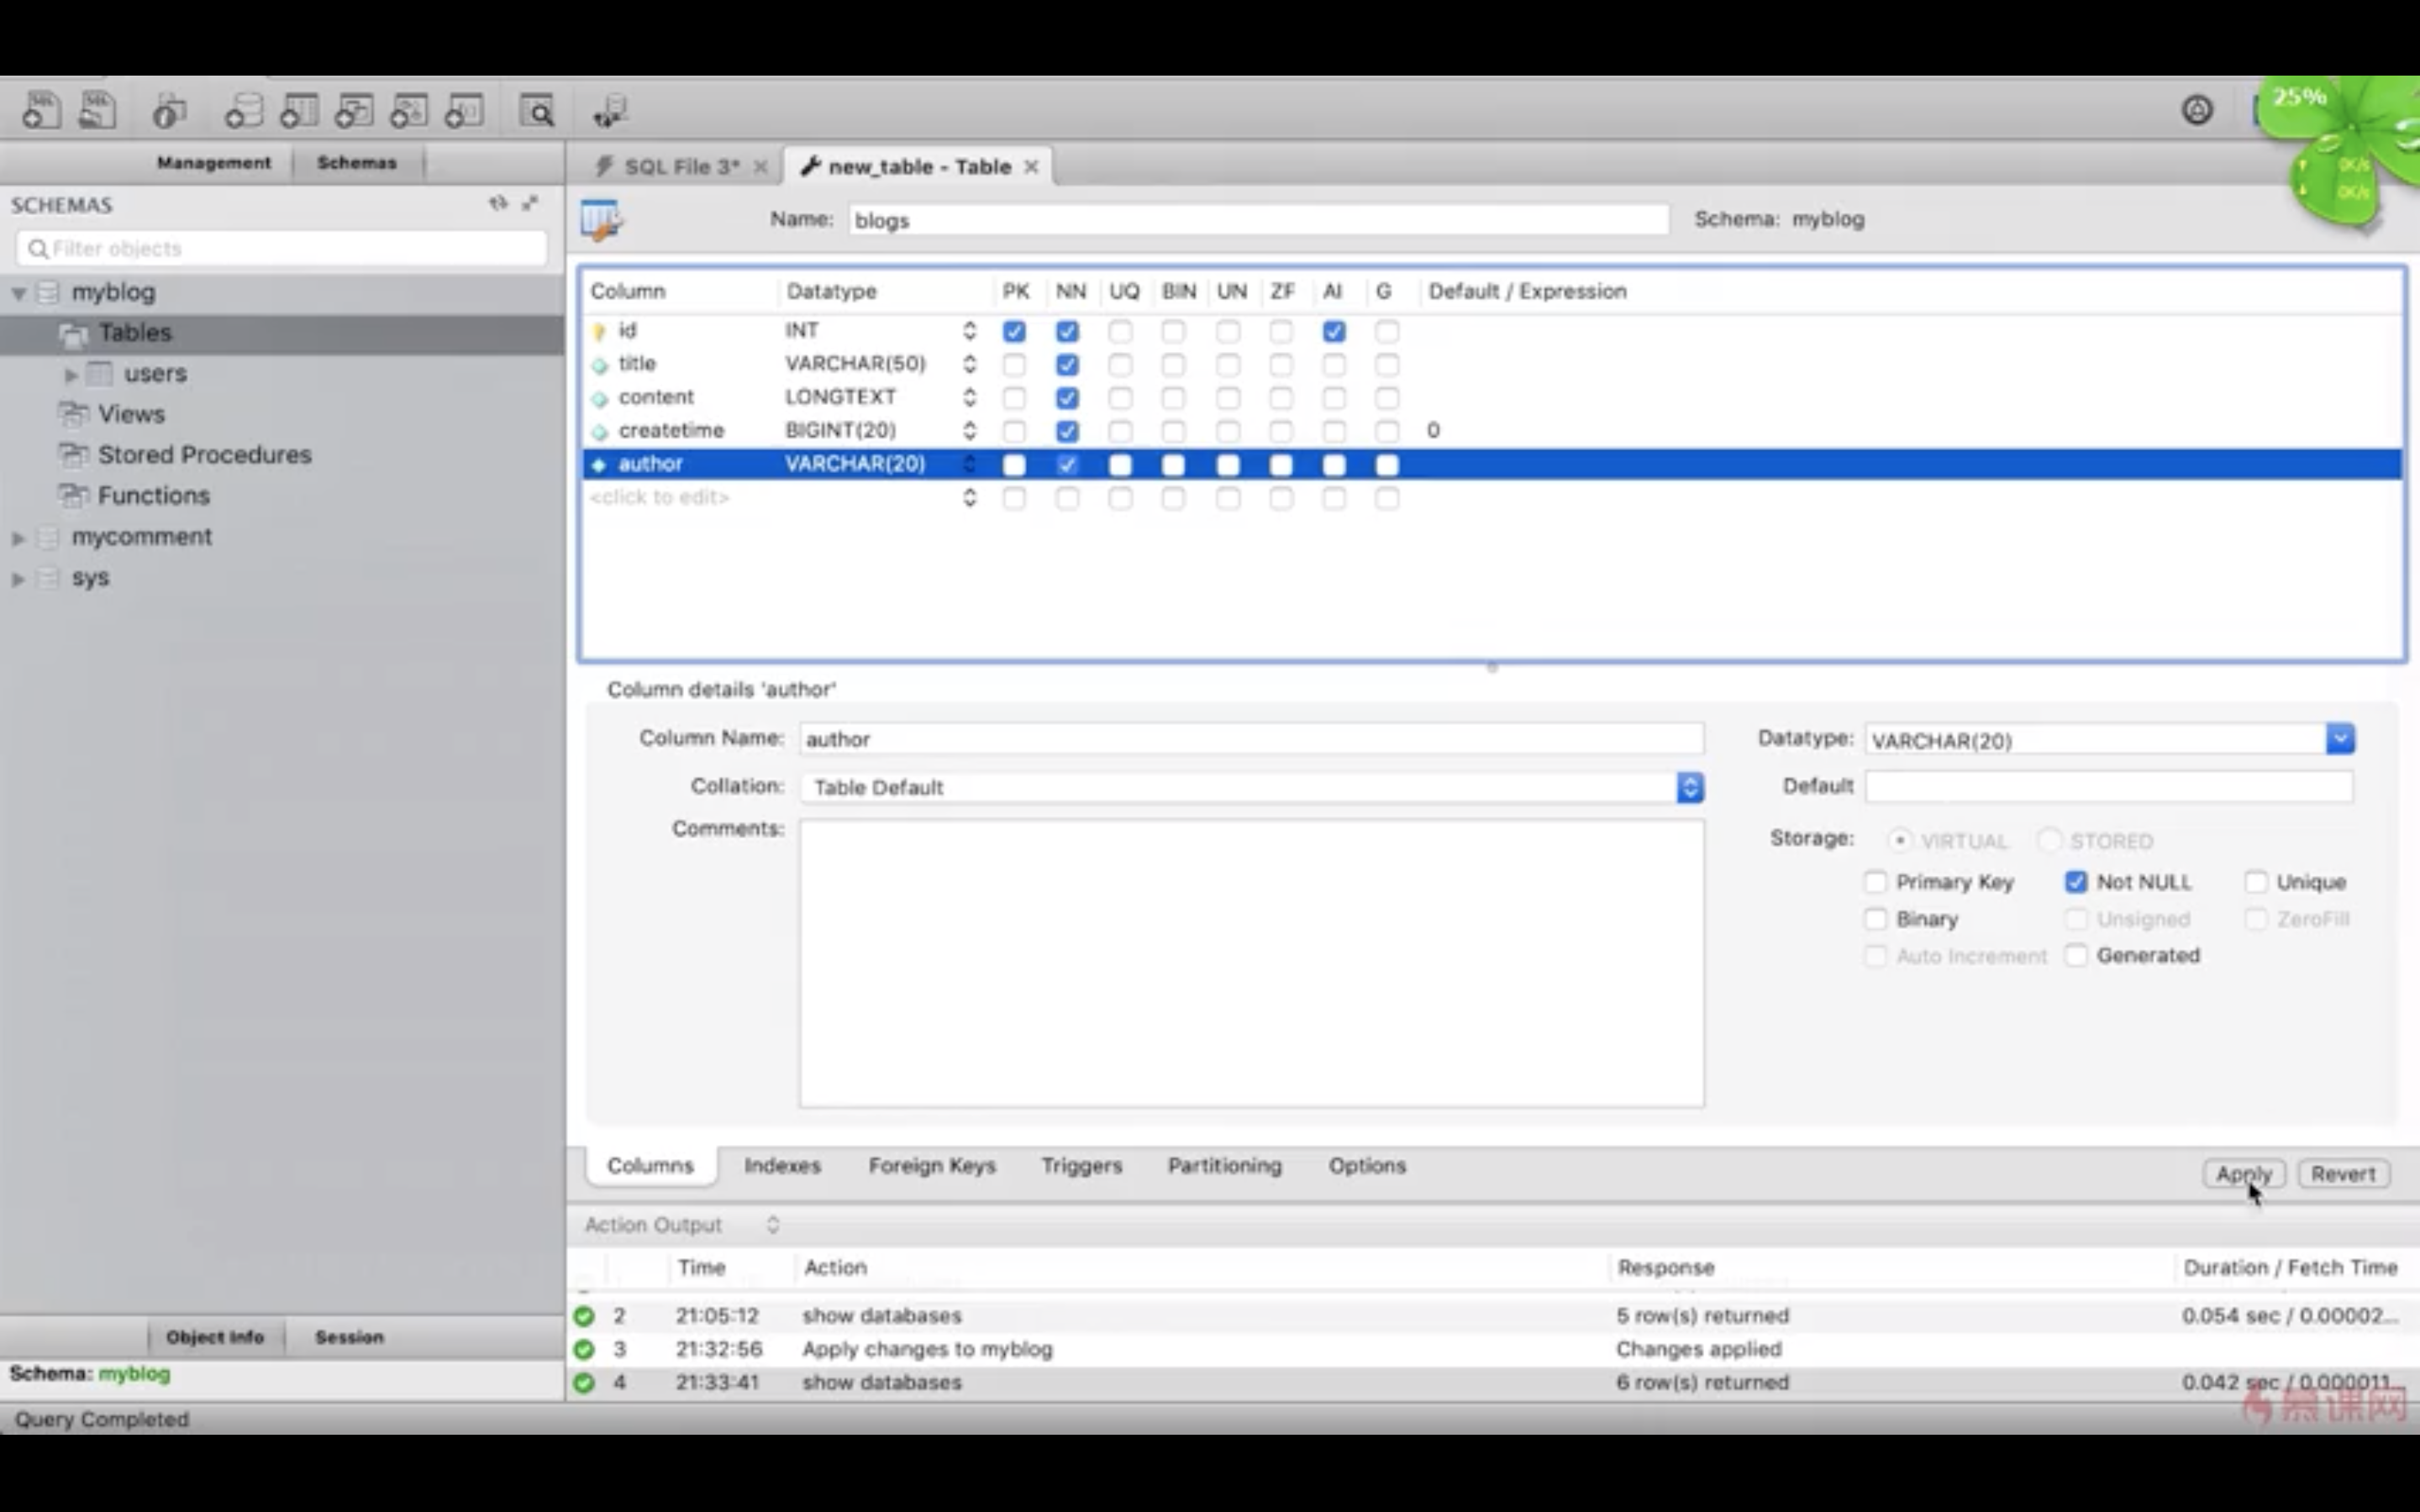 25%
0K/s
0K/s
Management Schemas
SQL File 3* new_table - Table
SCHEMAS
Filter objects
Name: blogs Schema: myblog
myblog
Tables
users
Views
Stored Procedures
Functions
mycomment
sys
Column Datatype PK NN UQ BIN UN ZF AI G Default / Expression
id INT
title VARCHAR(50)
content LONGTEXT
createtime BIGINT(20) 0
author VARCHAR(20)
<click to edit>
Column details 'author'
Column Name: author Datatype: VARCHAR(20)
Collation: Table Default Default
Comments: Storage: VIRTUAL STORED
Primary Key Not NULL Unique
Binary Unsigned ZeroFill
Auto Increment Generated
Columns Indexes Foreign Keys Triggers Partitioning Options Apply Revert
Action Output
Time Action Response Duration / Fetch Time
2 21:05:12 show databases 5 row(s) returned 0.054 sec / 0.00002...
3 21:32:56 Apply changes to myblog Changes applied
4 21:33:41 show databases 6 row(s) returned 0.042 sec / 0.000011
Object Info Session
Schema: myblog
慕课网
Query Completed